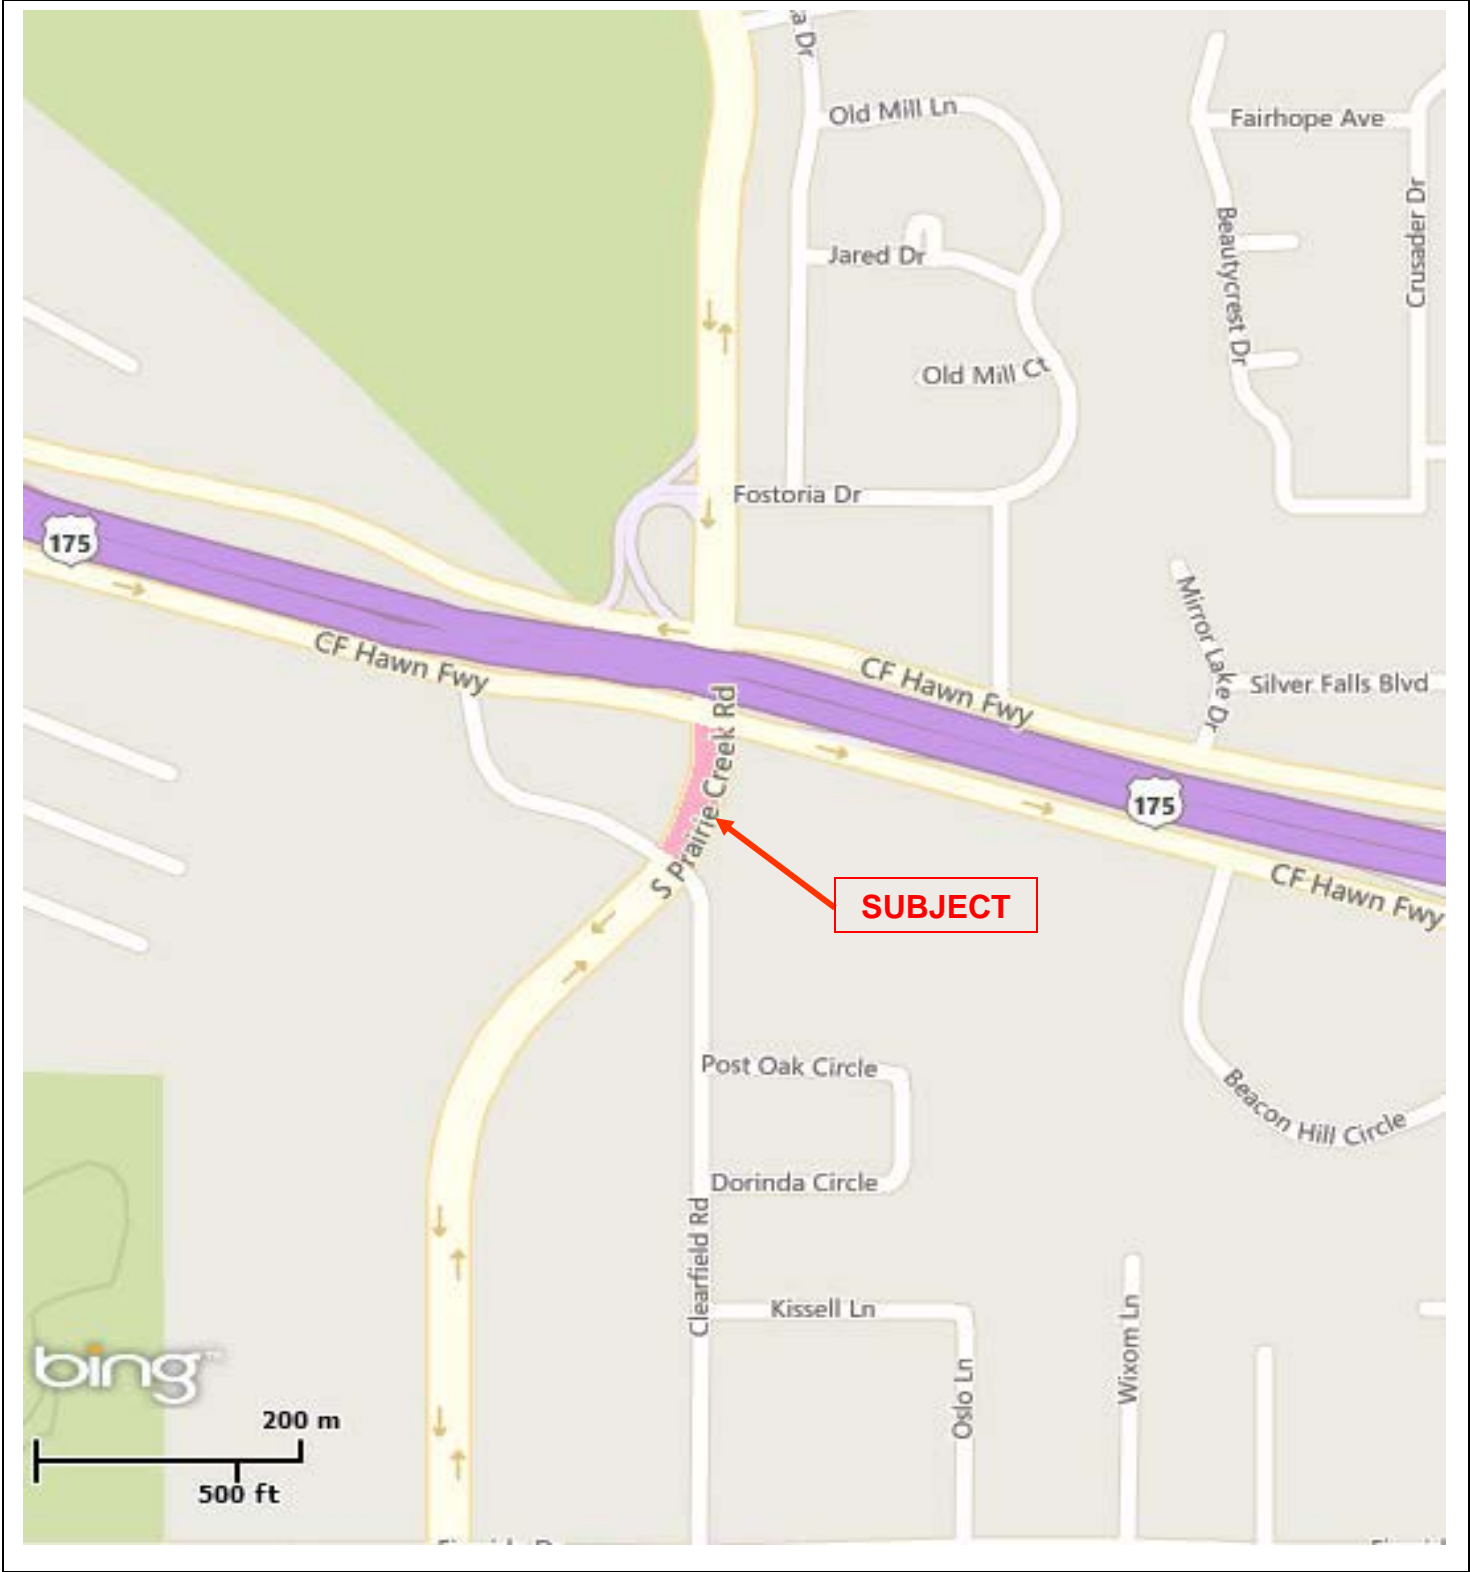 a Dr
Old Mill Ln
Fairhope Ave
Crusader Dr
Beautycrest Dr
Jared Dr
Old Mill Ct
Fostoria Dr
175
Mirror Lake Dr
Silver Falls Blvd
CF Hawn Fwy
CF Hawn Fwy
S Prairie Creek Rd
175
CF Hawn Fwy
SUBJECT
Post Oak Circle
Beacon Hill Circle
Dorinda Circle
Clearfield Rd
Kissell Ln
Oslo Ln
Wixom Ln
bing™
200 m
500 ft